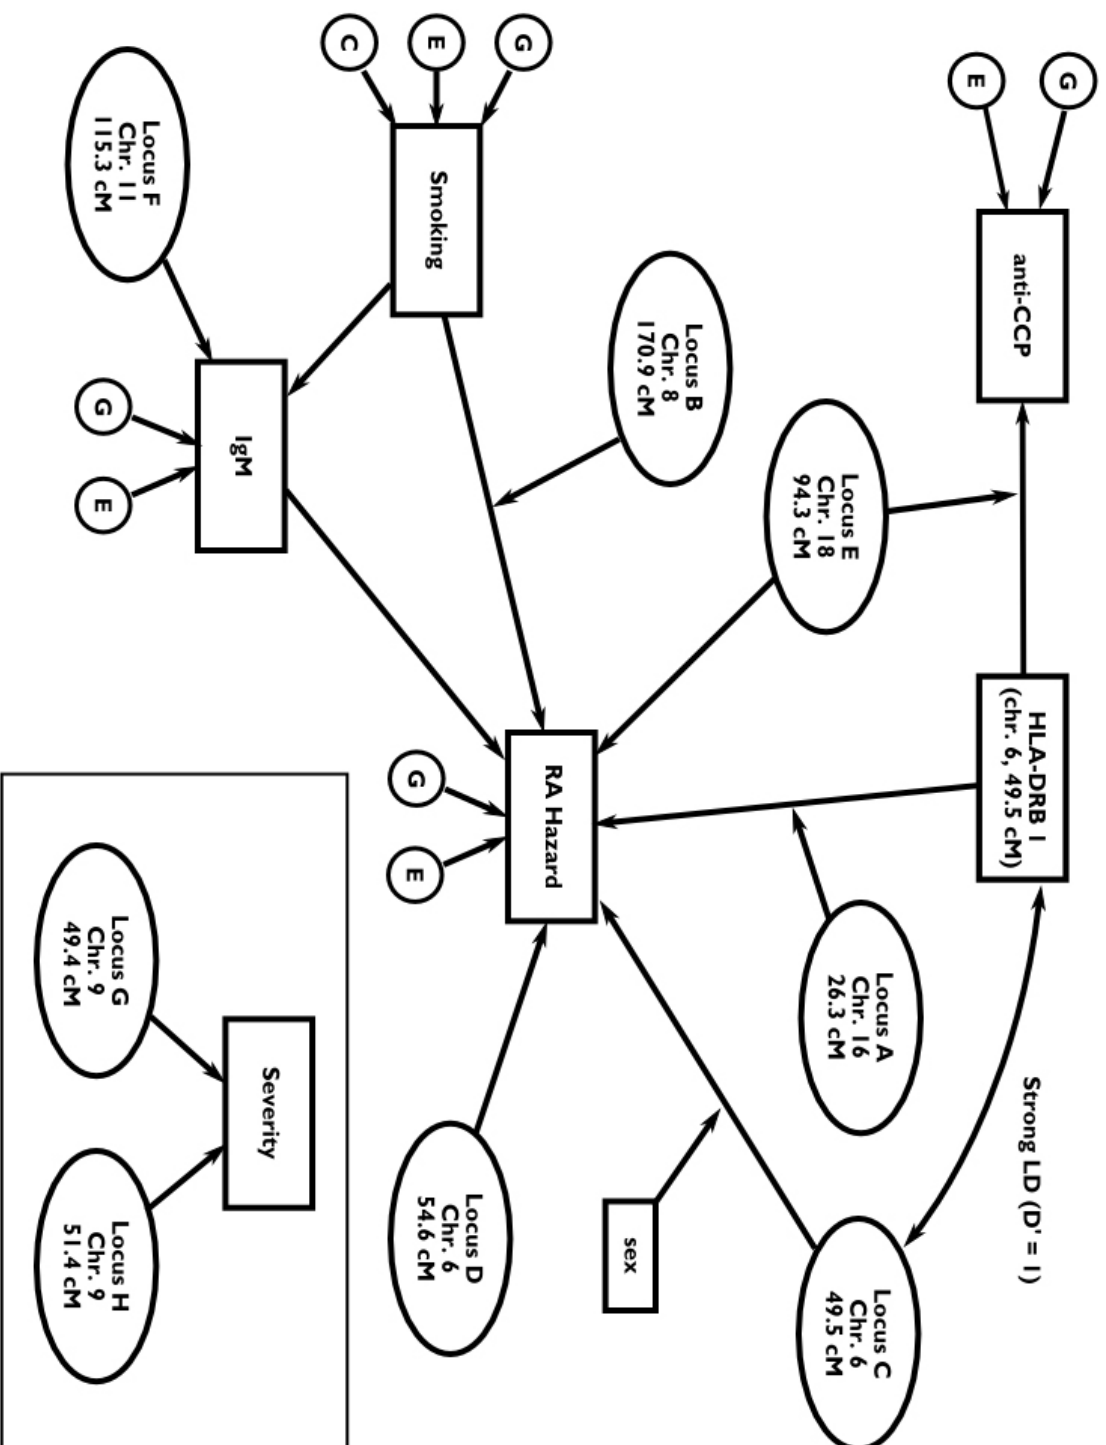 G
E
anti-CCP
HLA-DRB1
(chr. 6, 49.5 cM)
Strong LD (D' = 1)
Locus E
Chr. 18
94.3 cM
Locus A
Chr. 16
26.3 cM
Locus C
Chr. 6
49.5 cM
Locus B
Chr. 8
170.9 cM
sex
G
E
C
Smoking
RA Hazard
G
E
Locus D
Chr. 6
54.6 cM
Locus F
Chr. 11
115.3 cM
IgM
G
E
Severity
Locus G
Chr. 9
49.4 cM
Locus H
Chr. 9
51.4 cM